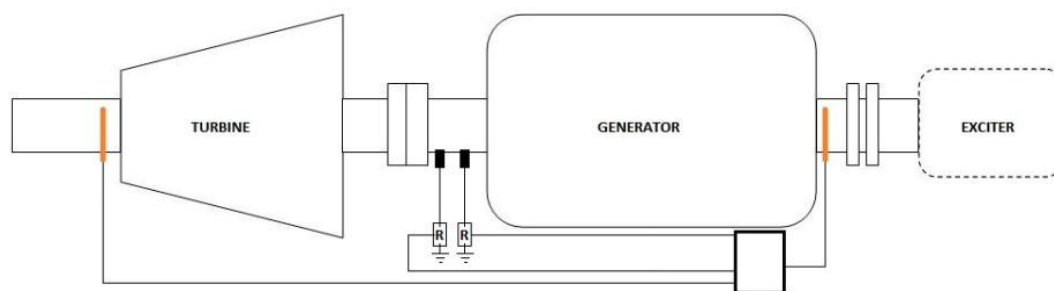 TURBINE
GENERATOR
EXCITER
R
R